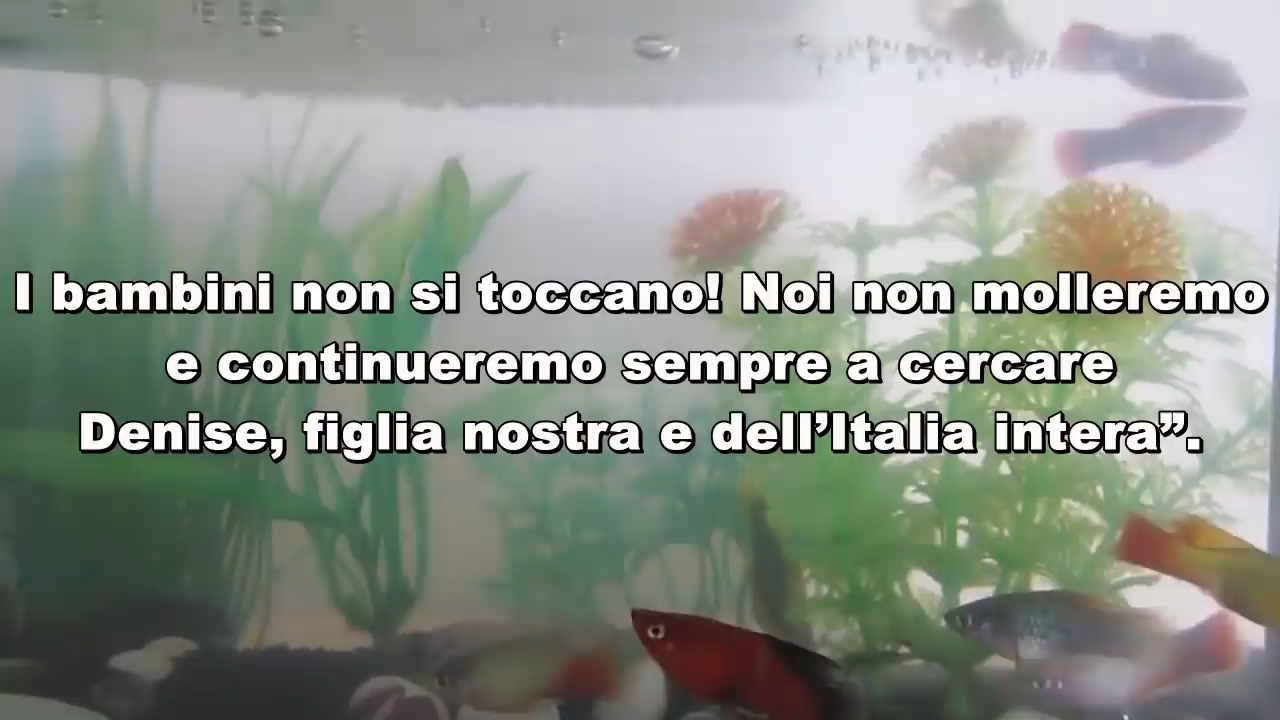 I bambini non si toccano! Noi non molleremo
e continueremo sempre a cercare
Denise, figlia nostra e dell’Italia intera”.